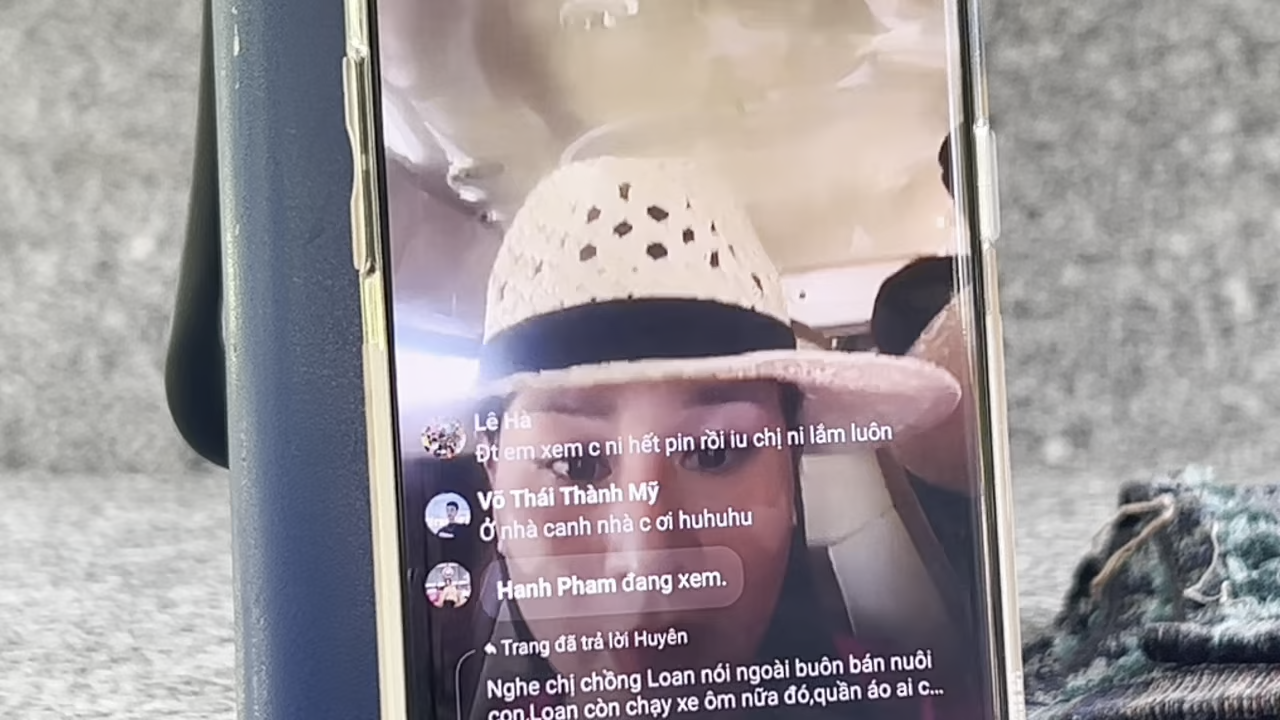 Lê Hà
Đt em xem c ni hết pin rồi iu chị ni lắm luôn
Võ Thái Thành Mỹ
Ở nhà canh nhà c ơi huhuhu
Hanh Pham đang xem.
Trang đã trả lời Huyên
Nghe chị chồng Loan nói ngoài buôn bán nuôi
con,Loan còn chạy xe ôm nữa đó,quần áo ai c...